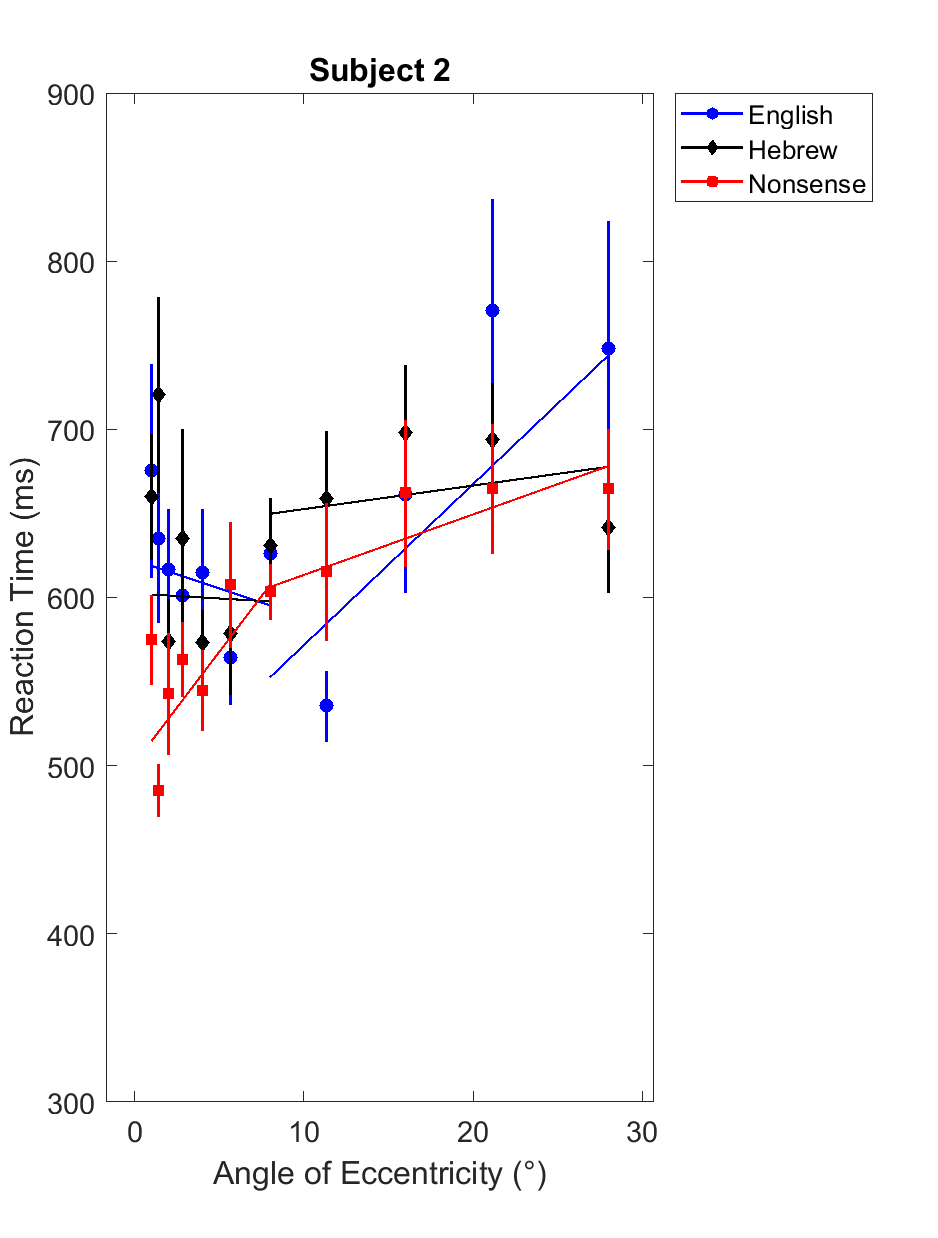 Subject 2
900
800
700
600
500
400
300
0 10 20 30
Reaction Time (ms)
Angle of Eccentricity (°)
English
Hebrew
Nonsense